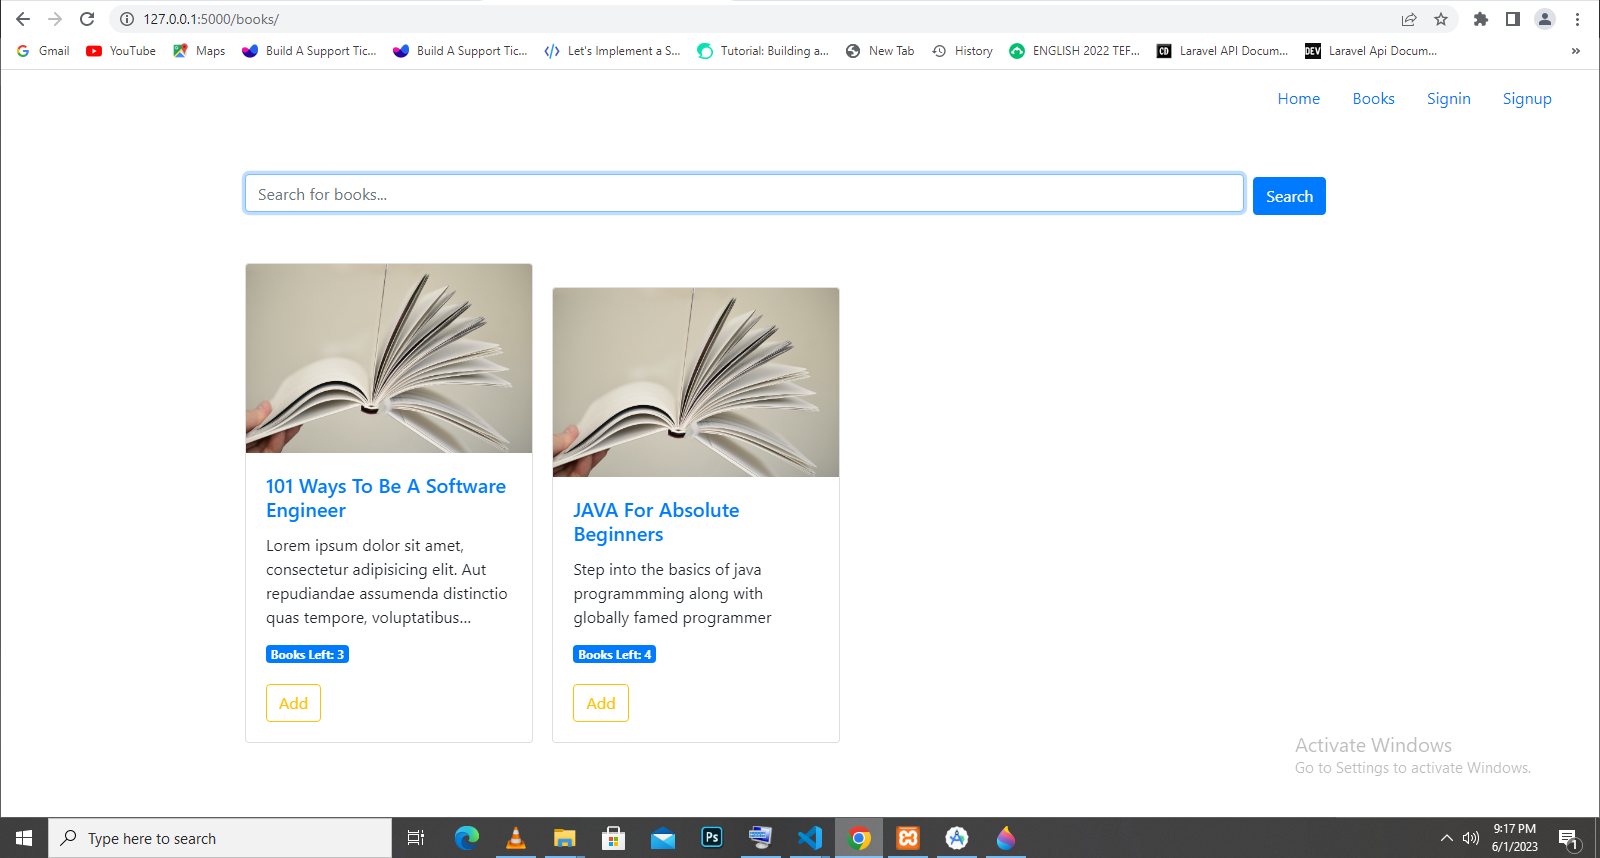 127.0.0.1:5000/books/
Gmail
YouTube
Maps
Build A Support Tic...
Build A Support Tic...
Let's Implement a S...
Tutorial: Building a...
New Tab
History
ENGLISH 2022 TEF...
CD
Laravel API Docum...
DEV
Laravel Api Docum...
»
Home
Books
Signin
Signup
Search for books...
Search
101 Ways To Be A Software
Engineer
Lorem ipsum dolor sit amet,
consectetur adipisicing elit. Aut
repudiandae assumenda distinctio
quas tempore, voluptatibus...
Books Left: 3
Add
JAVA For Absolute
Beginners
Step into the basics of java
programmming along with
globally famed programmer
Books Left: 4
Add
Activate Windows
Go to Settings to activate Windows.
Type here to search
Ps
9:17 PM
6/1/2023
1